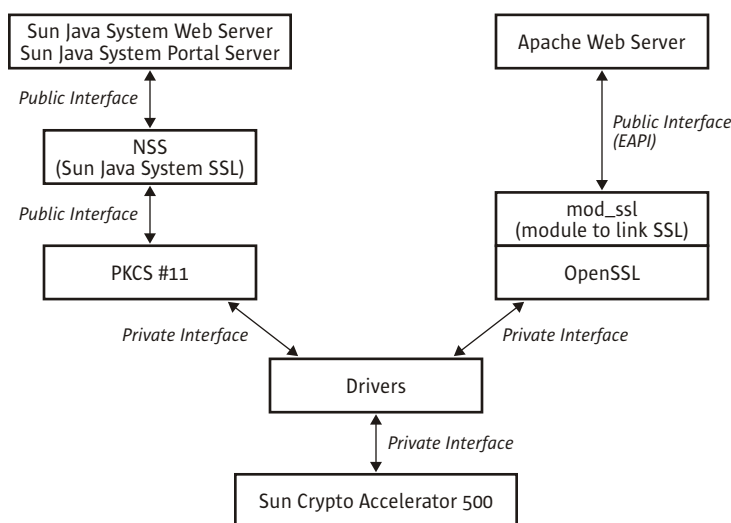 Sun Java System Web Server
Sun Java System Portal Server
Apache Web Server
Public Interface
Public Interface
(EAPI)
NSS
(Sun Java System SSL)
Public Interface
mod_ssl
(module to link SSL)
PKCS #11
OpenSSL
Private Interface
Private Interface
Drivers
Private Interface
Sun Crypto Accelerator 500